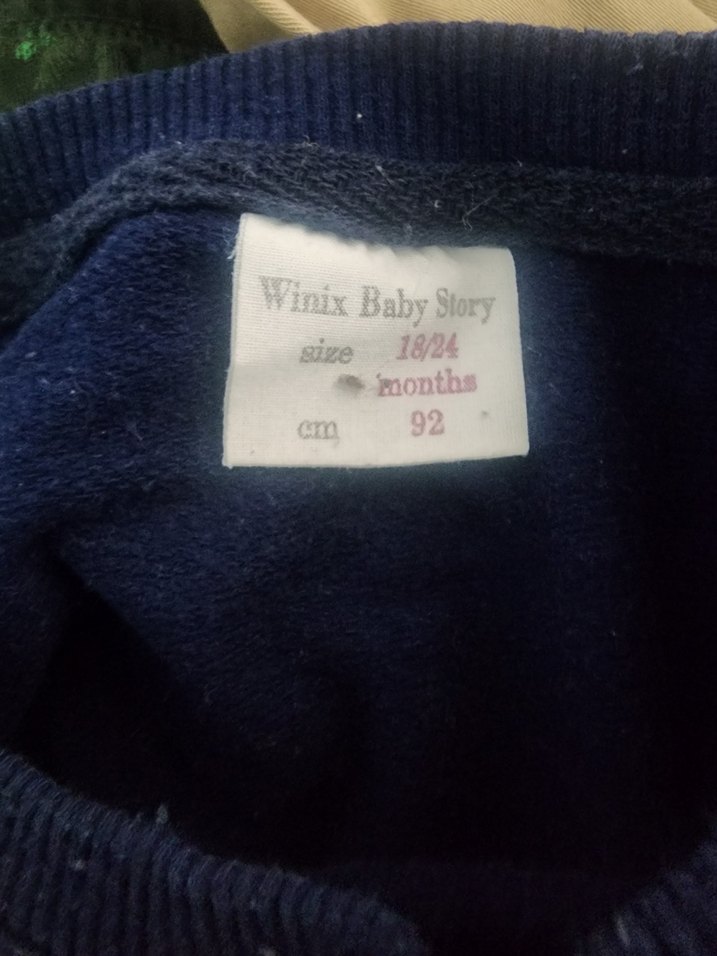 Winix Baby Story
size 18/24
months
cm 92